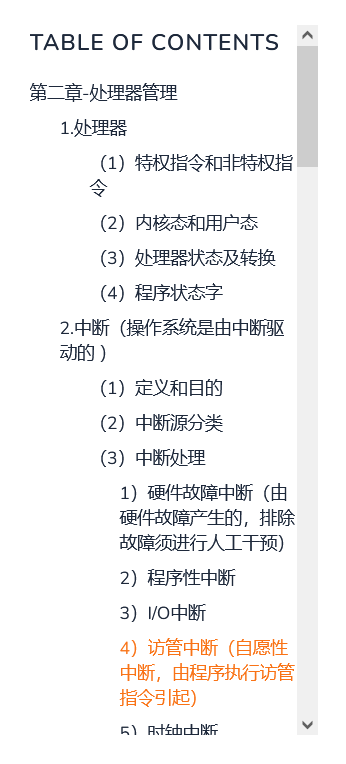 TABLE OF CONTENTS
第二章-处理器管理
1.处理器
（1）特权指令和非特权指
令
（2）内核态和用户态
（3）处理器状态及转换
（4）程序状态字
2.中断（操作系统是由中断驱
动的 ）
（1）定义和目的
（2）中断源分类
（3）中断处理
1）硬件故障中断（由
硬件故障产生的，排除
故障须进行人工干预）
2）程序性中断
3）I/O中断
4）访管中断（自愿性
中断，由程序执行访管
指令引起）
5）时钟中断